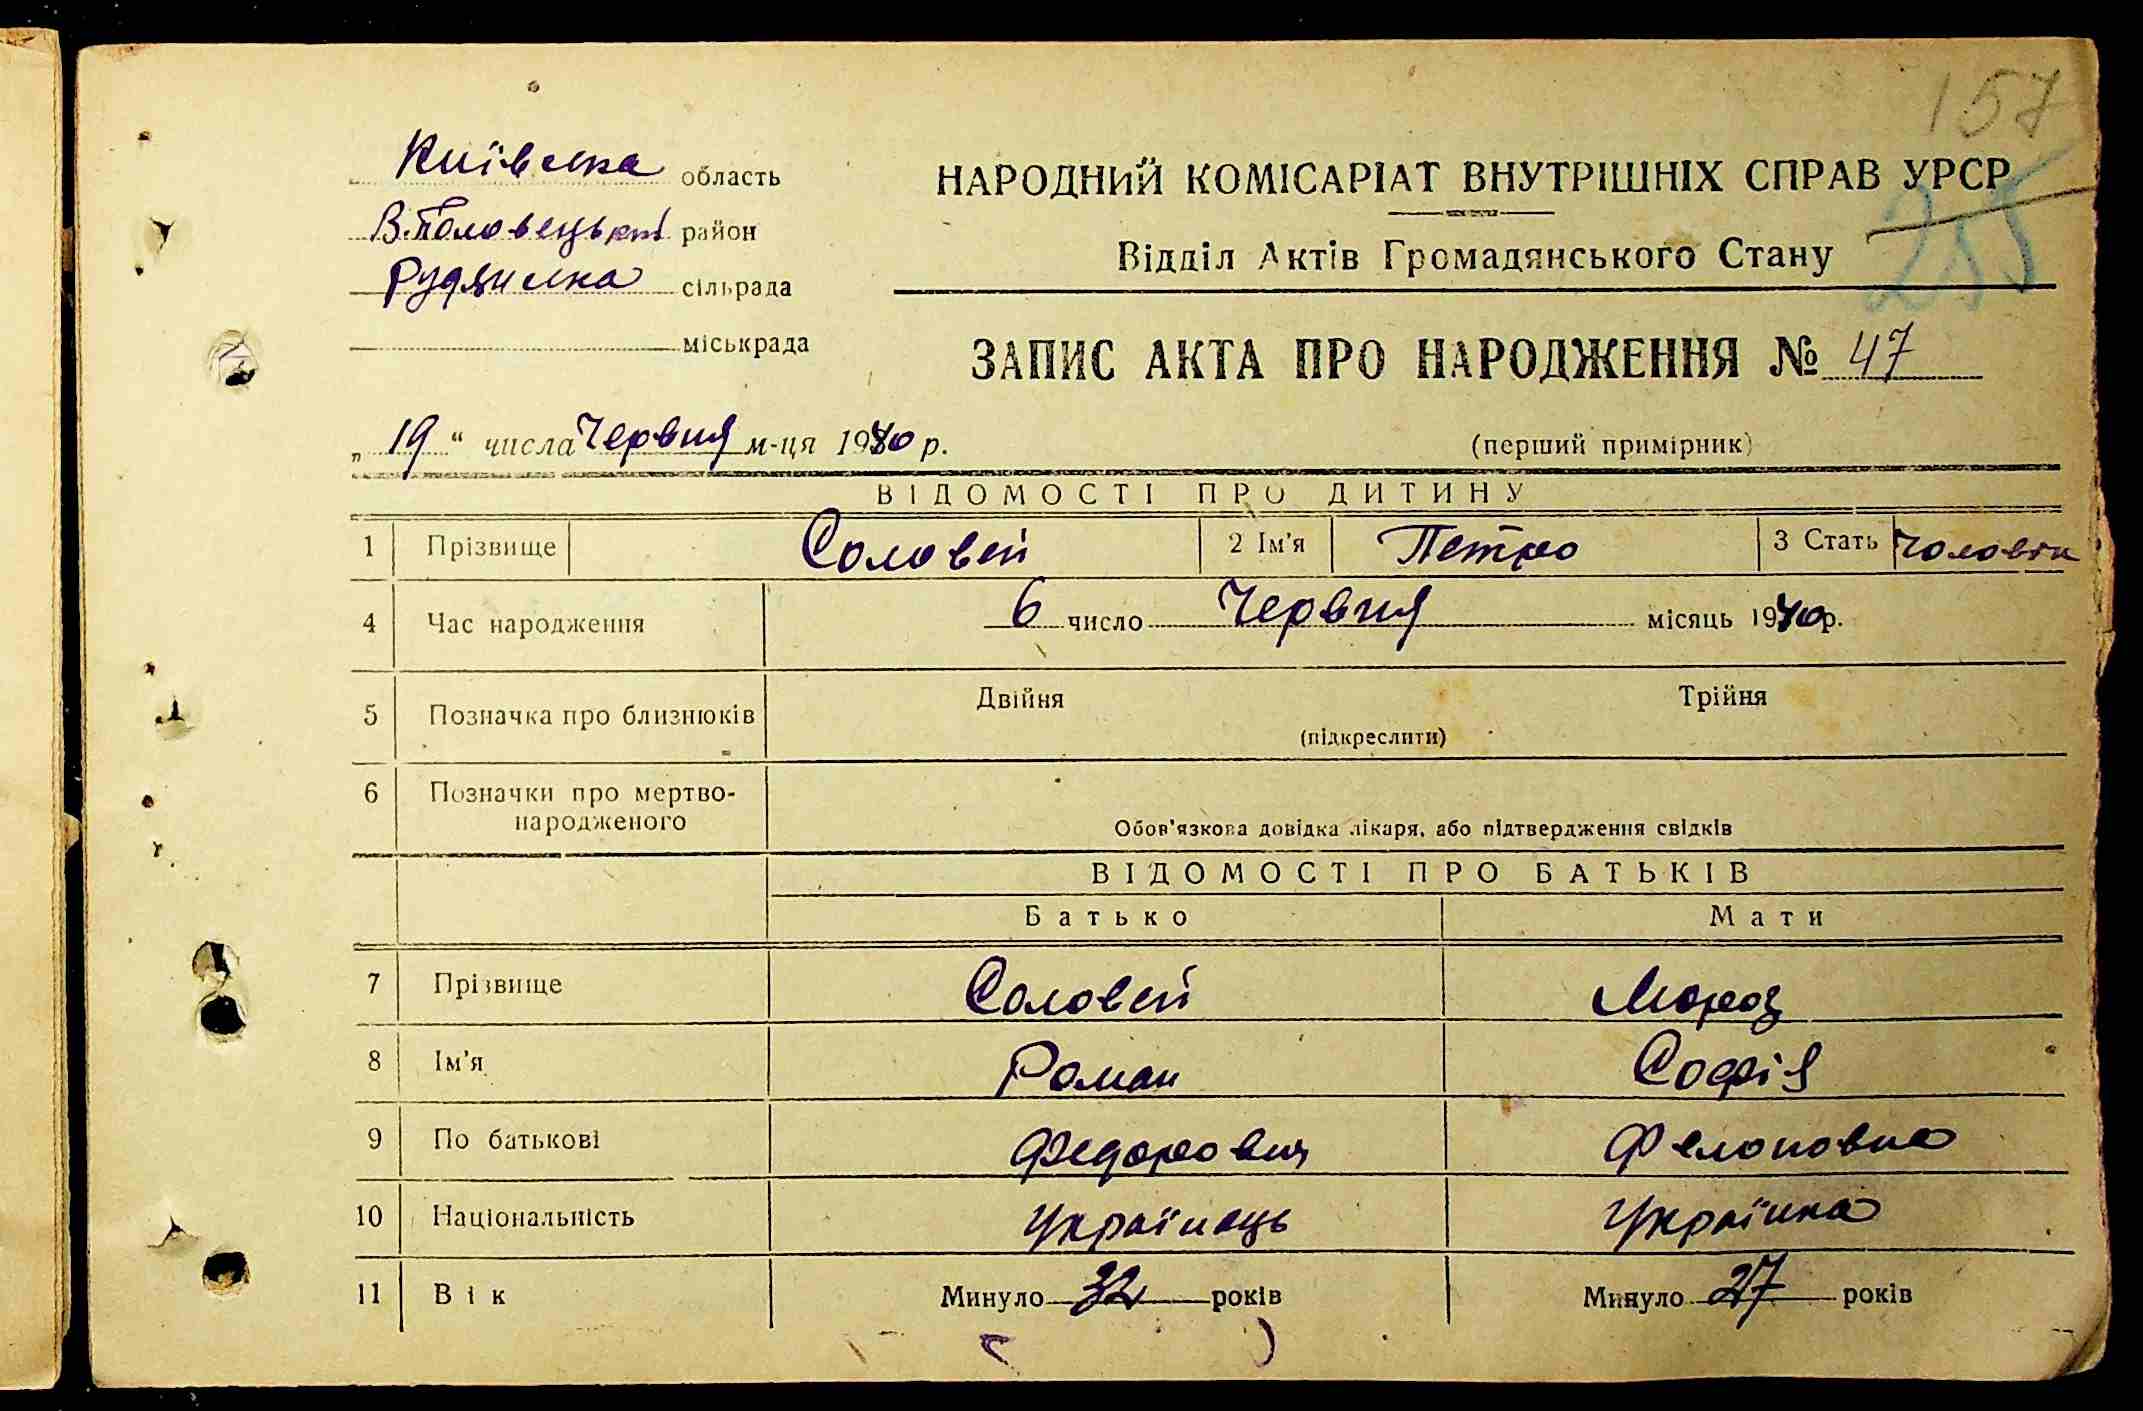 157
Київська область
НАРОДНИЙ КОМІСАРІАТ ВНУТРІШНІХ СПРАВ УРСР
В. Половецький район
255
Відділ Актів Громадянського Стану
сільрада
міськрада
ЗАПИС АКТА ПРО НАРОДЖЕННЯ № 47
„ 19 “ числа Червня м-ця 1940 р.
(перший примірник)
ВІДОМОСТІ ПРО ДИТИНУ
1 Прізвище Соловей 2 Ім'я Петро 3 Стать Чоловіч
4 Час народження 6 число Червня місяць 1940 р.
5 Позначка про близнюків Двійня Трійня
(підкреслити)
6 Позначки про мертво-
народженого
Обов'язкова довідка лікаря, або підтвердження свідків
ВІДОМОСТІ ПРО БАТЬКІВ
Батько Мати
7 Прізвище Соловей Мороз
8 Ім'я Роман Софія
9 По батькові Федорович
10 Національність Українець Українка
11 Вік Минуло 32 років Минуло 27 років